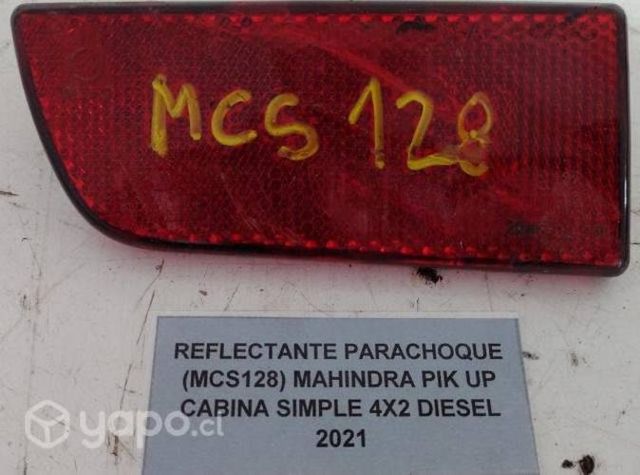 MCS 128
REFLECTANTE PARACHOQUE
(MCS128) MAHINDRA PIK UP
CABINA SIMPLE 4X2 DIESEL
2021
yapo.cl